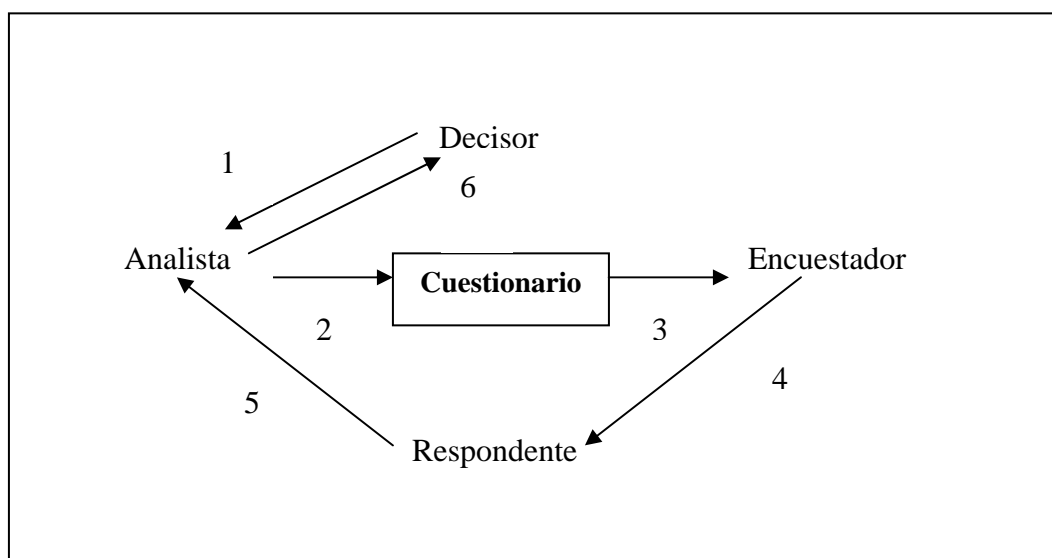 Decisor
1
6
Analista
Cuestionario
Encuestador
2
3
4
5
Respondente